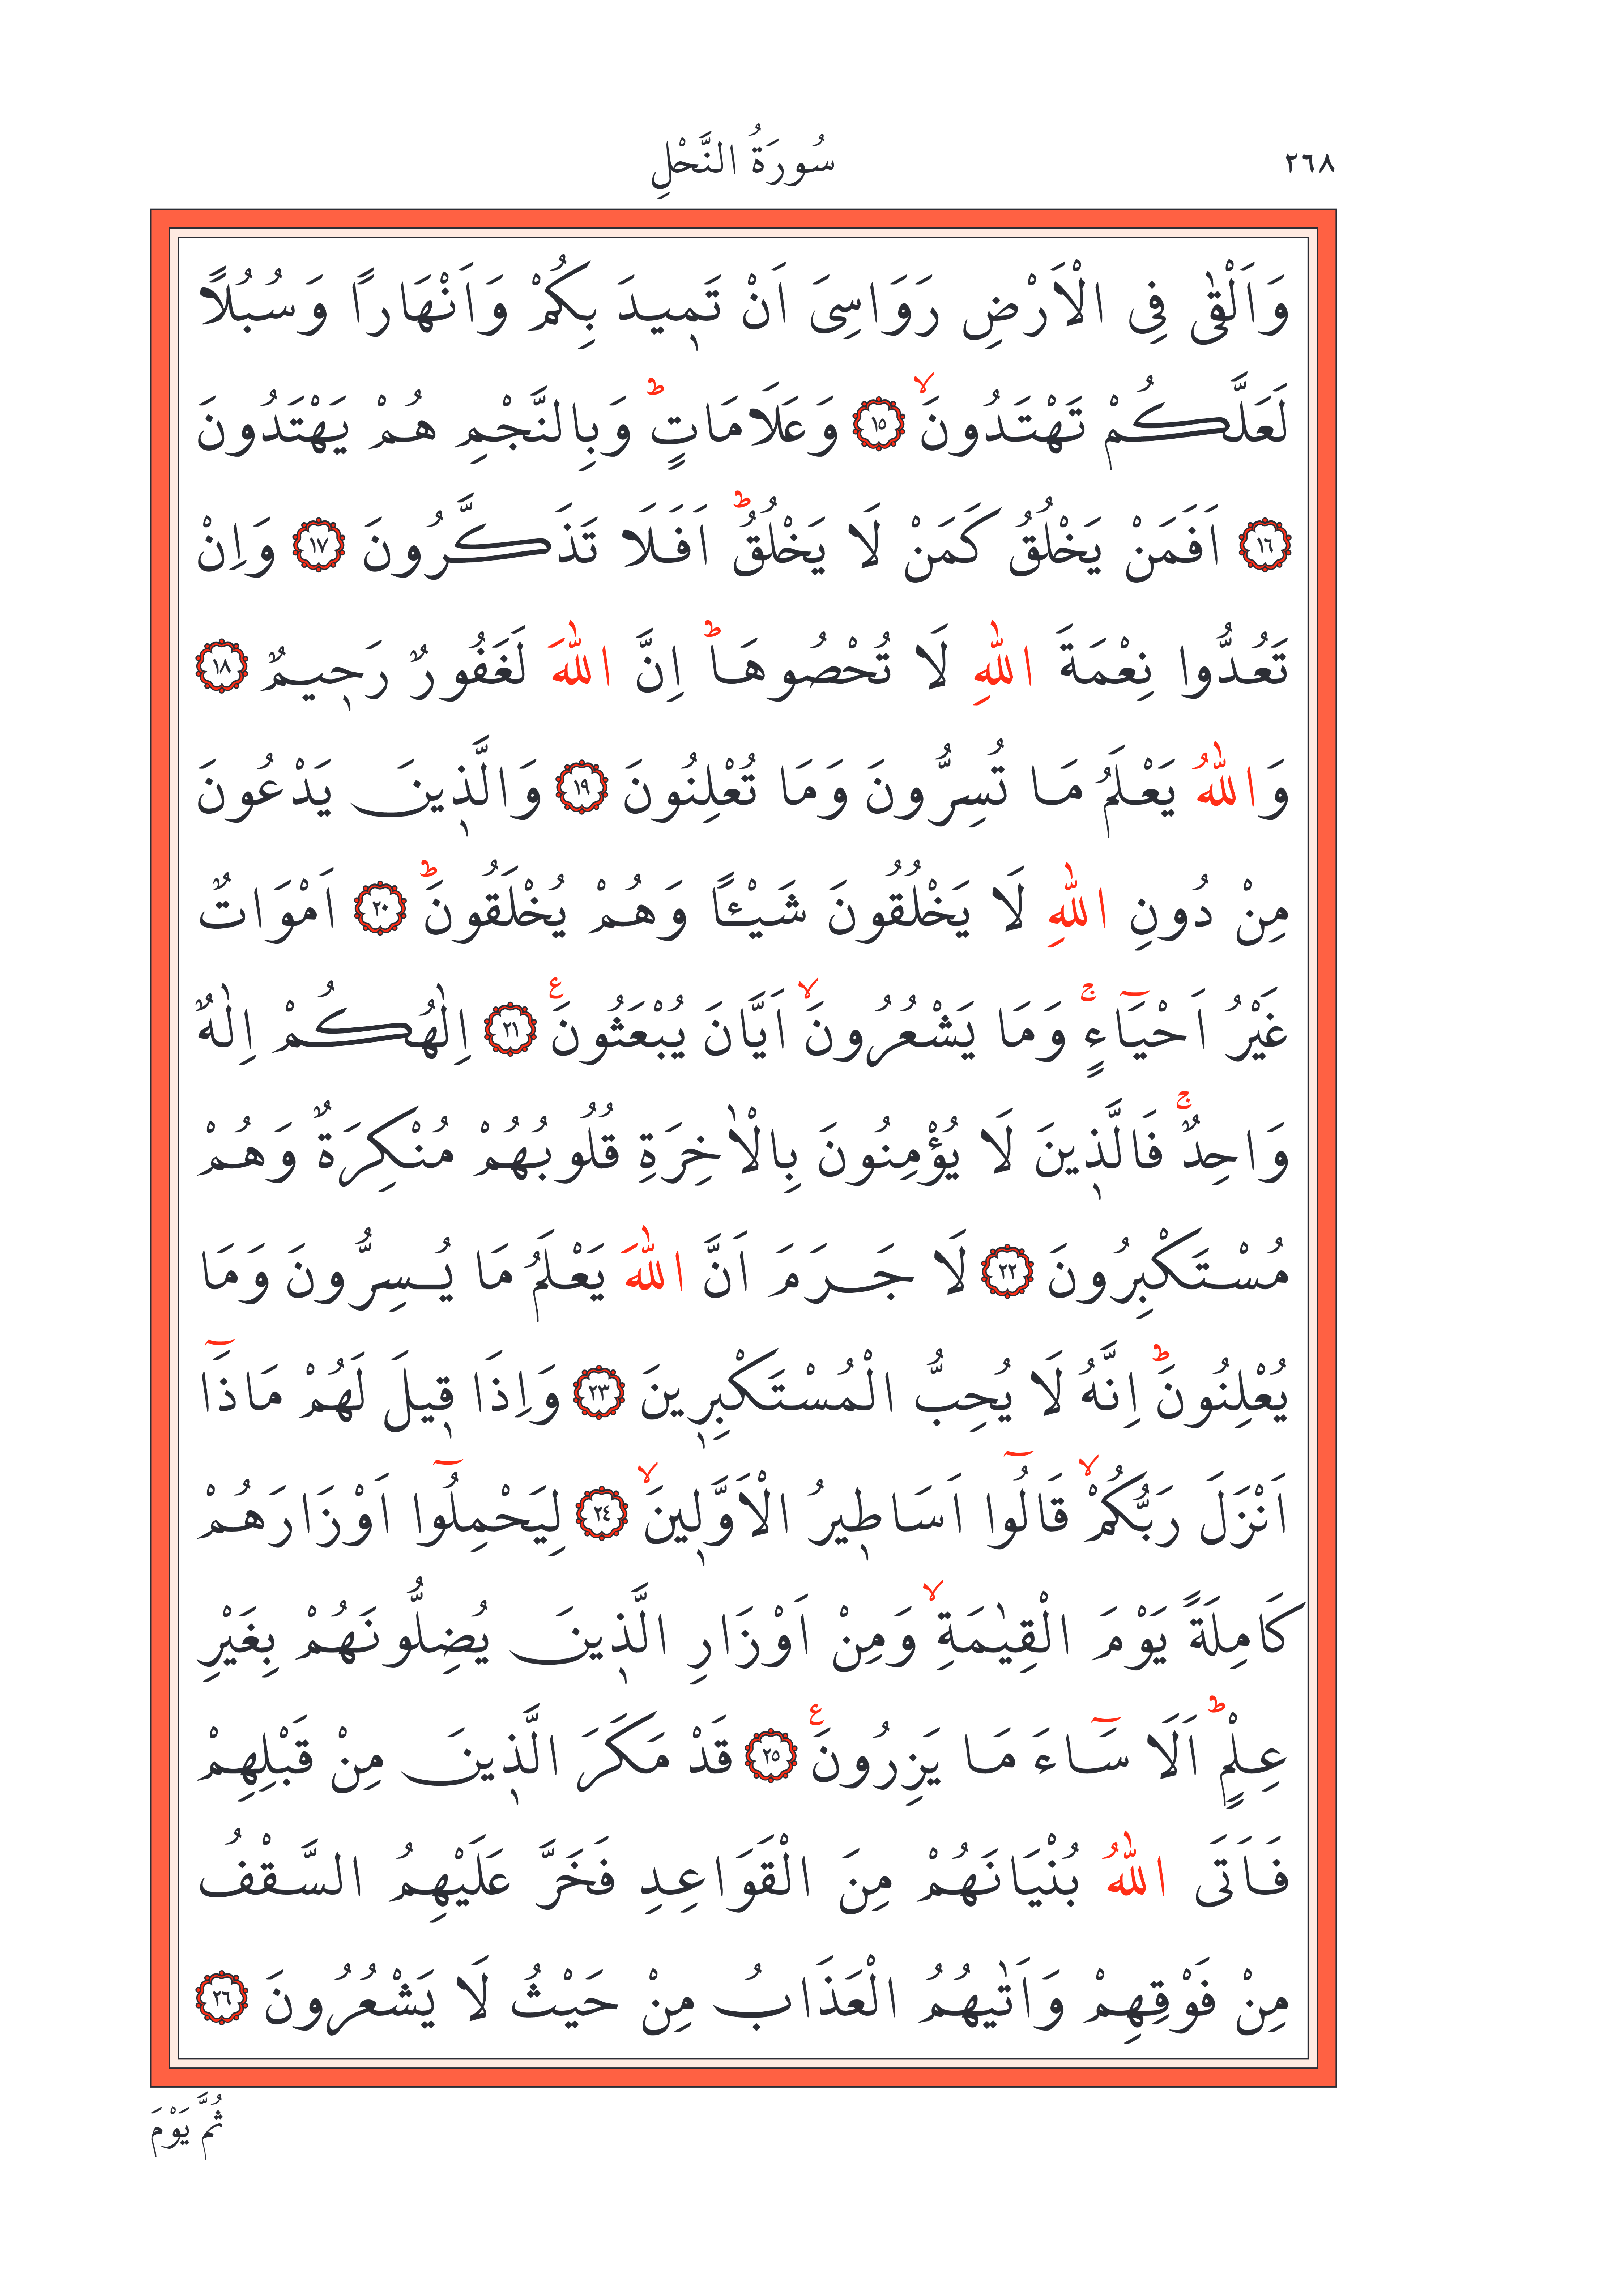 ٢٦٨
سُورَةُ النَّحْلِ
وَاَلْقٰى فِى الْاَرْضِ رَوَاسِىَ اَنْ تَم۪يدَ بِكُمْ وَاَنْهَاراً وَسُبُلاً
لَعَلَّكُمْ تَهْتَدُونَۙ ﴿١٥﴾ وَعَلَامَاتٍۜ وَبِالنَّجْمِ هُمْ يَهْتَدُونَ
﴿١٦﴾ اَفَمَنْ يَخْلُقُ كَمَنْ لَا يَخْلُقُۜ اَفَلَا تَذَكَّرُونَ ﴿١٧﴾ وَاِنْ
تَعُدُّوا نِعْمَةَ اللّٰهِ لَا تُحْصُوهَاۜ اِنَّ اللّٰهَ لَغَفُورٌ رَح۪يمٌ ﴿١٨﴾
وَاللّٰهُ يَعْلَمُ مَا تُسِرُّونَ وَمَا تُعْلِنُونَ ﴿١٩﴾ وَالَّذ۪ينَ يَدْعُونَ
مِنْ دُونِ اللّٰهِ لَا يَخْلُقُونَ شَيْـٔاً وَهُمْ يُخْلَقُونَۜ ﴿٢٠﴾ اَمْوَاتٌ
غَيْرُ اَحْيَٓاءٍۚ وَمَا يَشْعُرُونَۙ اَيَّانَ يُبْعَثُونَ۟ ﴿٢١﴾ اِلٰهُكُمْ اِلٰهٌ
وَاحِدٌۚ فَالَّذ۪ينَ لَا يُؤْمِنُونَ بِالْاٰخِرَةِ قُلُوبُهُمْ مُنْكِرَةٌ وَهُمْ
مُسْتَكْبِرُونَ ﴿٢٢﴾ لَا جَرَمَ اَنَّ اللّٰهَ يَعْلَمُ مَا يُسِرُّونَ وَمَا
يُعْلِنُونَۜ اِنَّهُ لَا يُحِبُّ الْمُسْتَكْبِر۪ينَ ﴿٢٣﴾ وَاِذَا ق۪يلَ لَهُمْ مَاذَٓا
اَنْزَلَ رَبُّكُمْۙ قَالُٓوا اَسَاط۪يرُ الْاَوَّل۪ينَۙ ﴿٢٤﴾ لِيَحْمِلُٓوا اَوْزَارَهُمْ
كَامِلَةً يَوْمَ الْقِيٰمَةِۙ وَمِنْ اَوْزَارِ الَّذ۪ينَ يُضِلُّونَهُمْ بِغَيْرِ
عِلْمٍۜ اَلَا سَٓاءَ مَا يَزِرُونَ۟ ﴿٢٥﴾ قَدْ مَكَرَ الَّذ۪ينَ مِنْ قَبْلِهِمْ
فَاَتَى اللّٰهُ بُنْيَانَهُمْ مِنَ الْقَوَاعِدِ فَخَرَّ عَلَيْهِمُ السَّقْفُ
مِنْ فَوْقِهِمْ وَاَتٰيهُمُ الْعَذَابُ مِنْ حَيْثُ لَا يَشْعُرُونَ ﴿٢٦﴾
ثُمَّ يَوْمَ